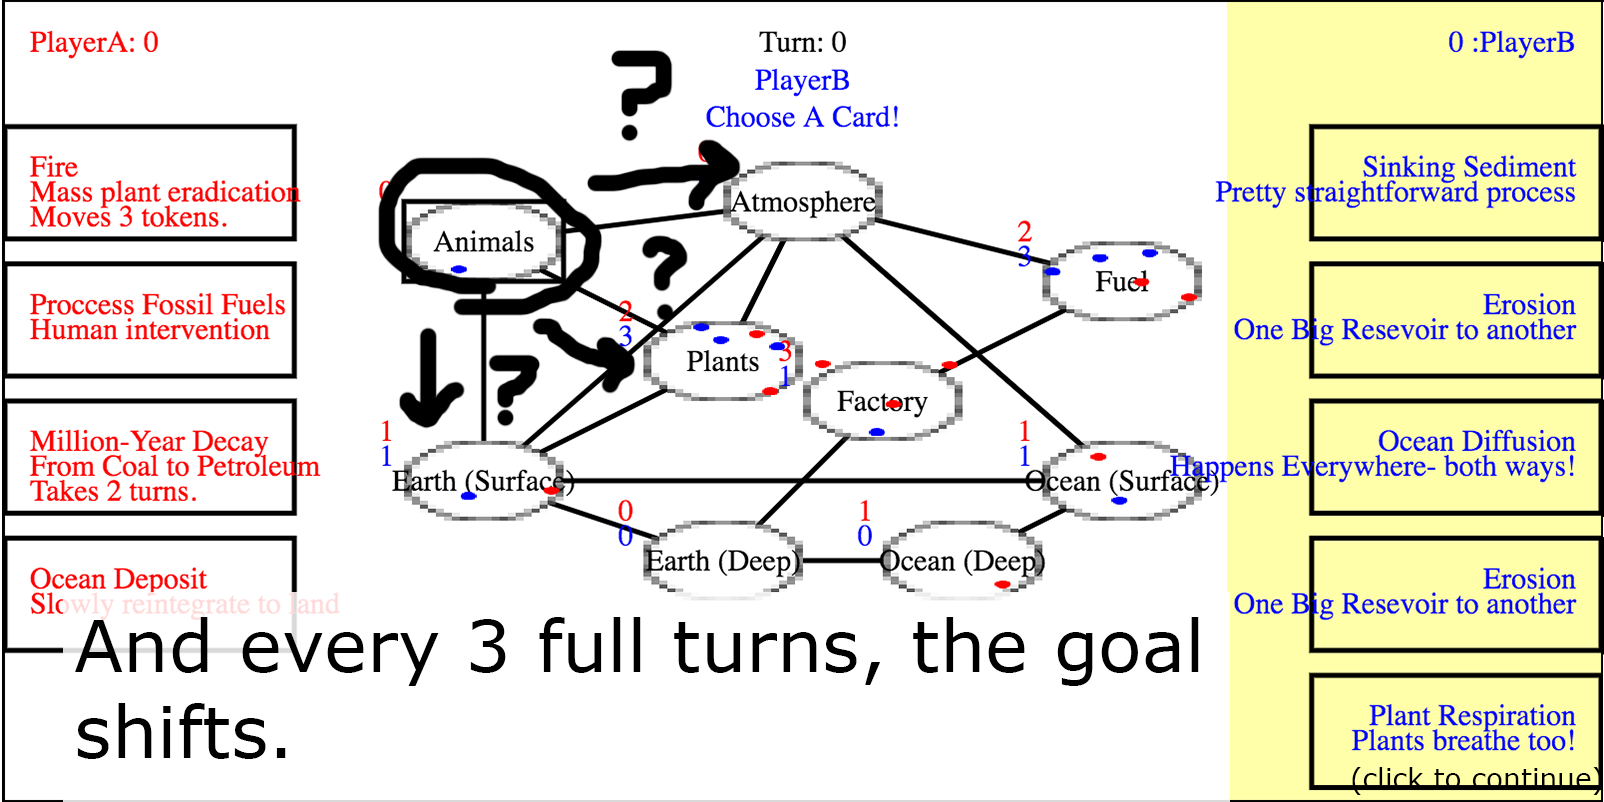 PlayerA: 0
Turn: 0
0 :PlayerB
PlayerB
Choose A Card!
?
Fire
Mass plant eradication
Moves 3 tokens.
Proccess Fossil Fuels
Human intervention
Million-Year Decay
From Coal to Petroleum
Takes 2 turns.
Ocean Deposit
Slowly reintegrate to land
0
Animals
Atmosphere
2
3
Fuel
?
2
3
Plants
3
1
Factory
?
1
1
Earth (Surface)
1
1
Ocean (Surface)
0
0
Earth (Deep)
1
0
Ocean (Deep)
Sinking Sediment
Pretty straightforward process
Erosion
One Big Resevoir to another
Ocean Diffusion
Happens Everywhere- both ways!
Erosion
One Big Resevoir to another
Plant Respiration
Plants breathe too!
And every 3 full turns, the goal
shifts.
(click to continue)